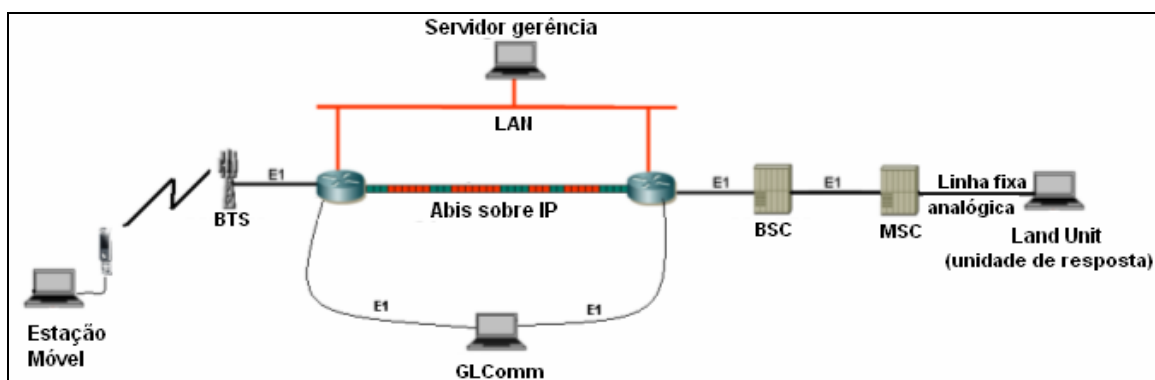 Servidor gerência
LAN
E1
BTS
Abis sobre IP
E1
BSC
E1
MSC
Linha fixa
analógica
Land Unit
(unidade de resposta)
Estação
Móvel
E1
E1
GLComm